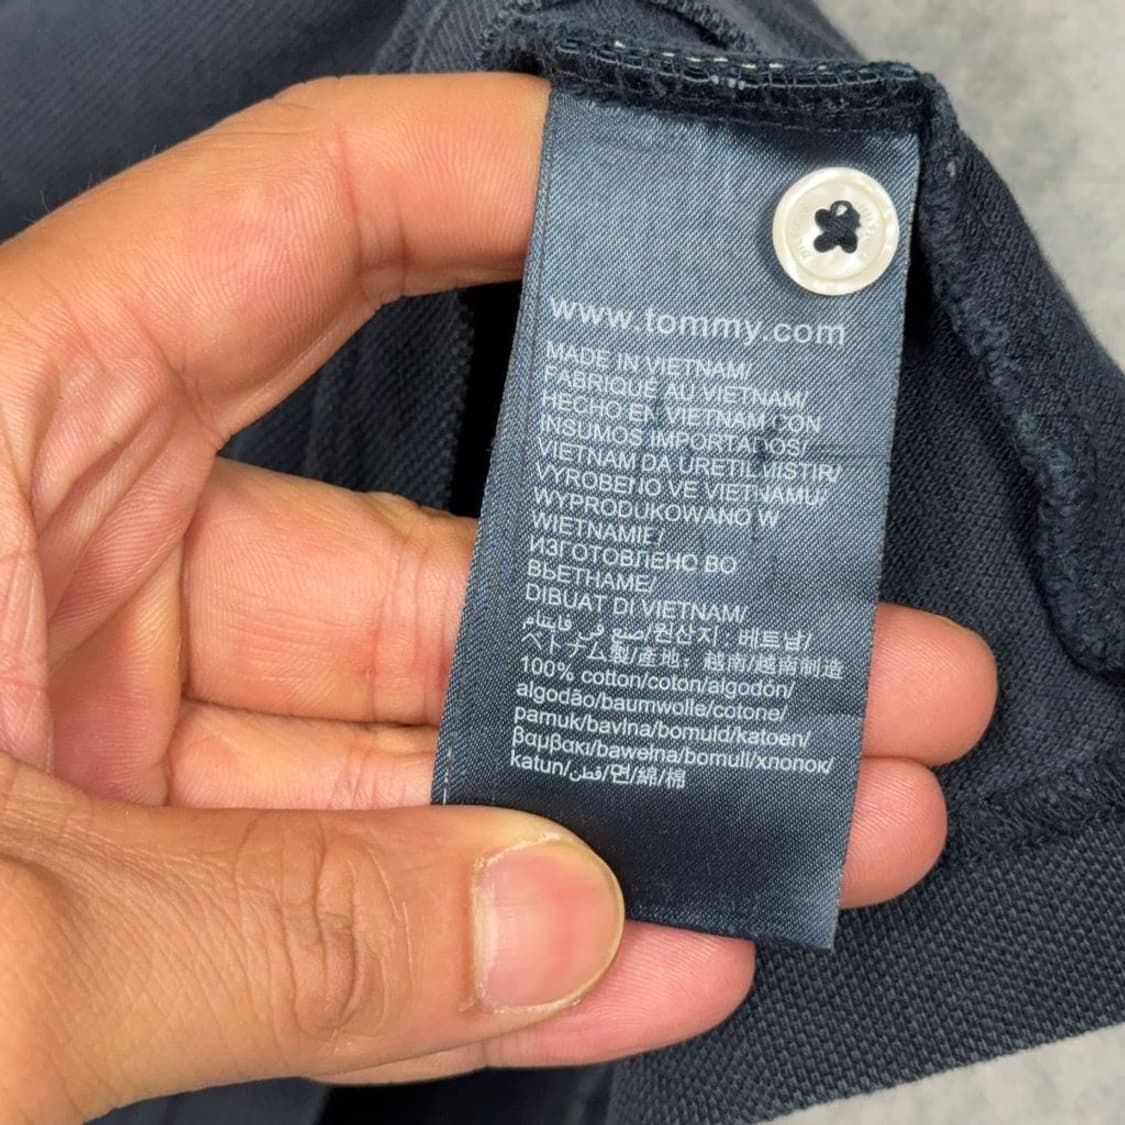 www.tommy.com
MADE IN VIETNAM/
FABRIQUÉ AU VIETNAM/
HECHO EN VIETNAM CON
INSUMOS IMPORTADOS/
VIETNAM DA URETILMISTIR/
VYROBENO VE VIETNAMU/
WYPRODUKOWANO W
WIETNAMIE/
ИЗГОТОВЛЕНО ВО
ВЬЕТНАМЕ/
DIBUAT DI VIETNAM/
صنع في فايتنام/원산지 베트남/
ベトナム製/產地：越南/越南制造
100% cotton/coton/algodón/
algodão/baumwolle/cotone/
pamuk/bavlna/bomuld/katoen/
βαμβακι/bawełna/bomull/хлопок/
katun/قطن/면/綿/棉